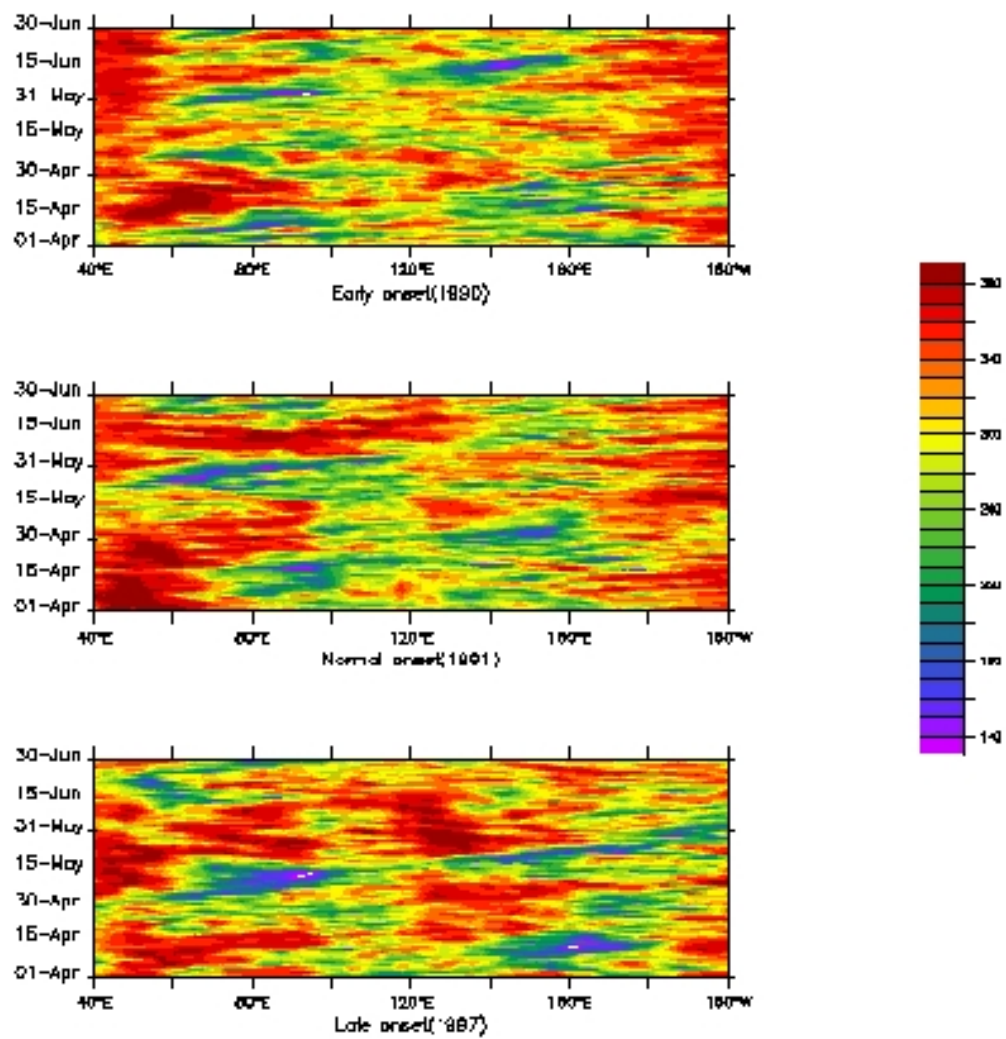 30-Jun
15-Jun
31-May
15-May
30-Apr
15-Apr
01-Apr
40°E 80°E 120°E 160°E 160°W
Early onset(1990)
30-Jun
15-Jun
31-May
15-May
30-Apr
15-Apr
01-Apr
40°E 80°E 120°E 160°E 160°W
Normal onset(1991)
30-Jun
15-Jun
31-May
15-May
30-Apr
15-Apr
01-Apr
40°E 80°E 120°E 160°E 160°W
Late onset(1997)
340
300
140